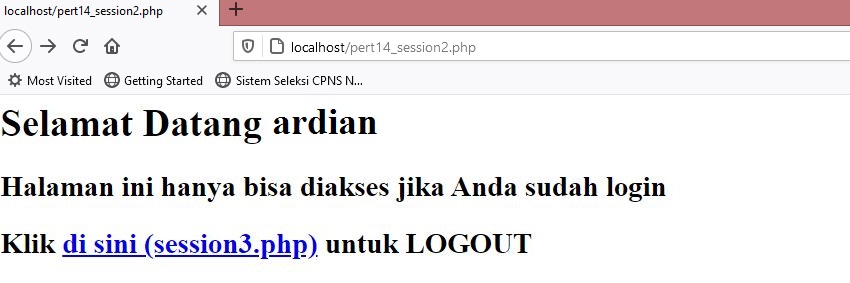 localhost/pert14_session2.php
localhost/pert14_session2.php
Most Visited Getting Started Sistem Seleksi CPNS N...
Selamat Datang ardian
Halaman ini hanya bisa diakses jika Anda sudah login
Klik di sini (session3.php) untuk LOGOUT